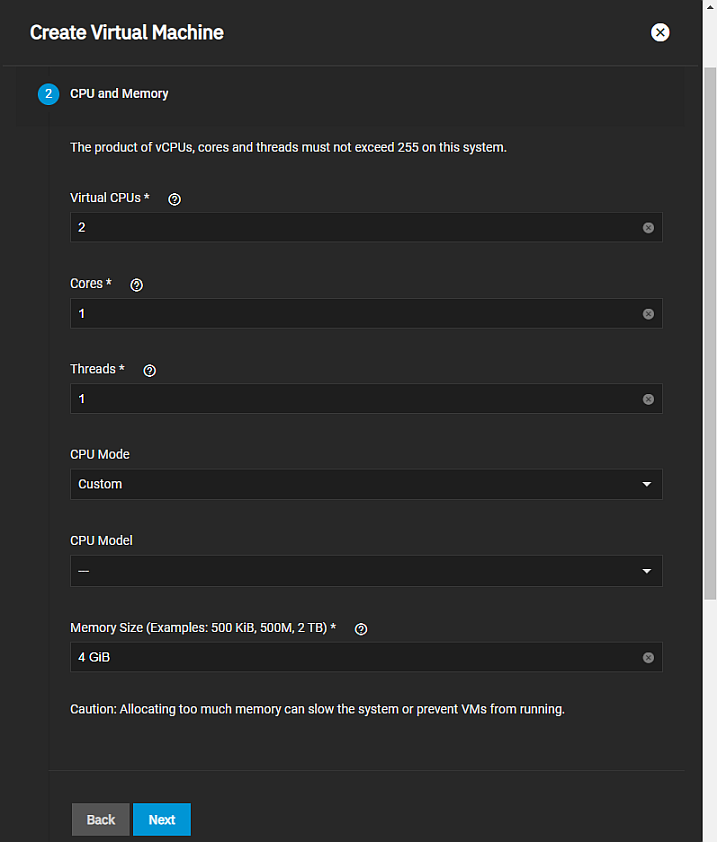 Create Virtual Machine
2 CPU and Memory
The product of vCPUs, cores and threads must not exceed 255 on this system.
Virtual CPUs *
2
Cores *
1
Threads *
1
CPU Mode
Custom
CPU Model
—
Memory Size (Examples: 500 KiB, 500M, 2 TB) *
4 GiB
Caution: Allocating too much memory can slow the system or prevent VMs from running.
Back Next